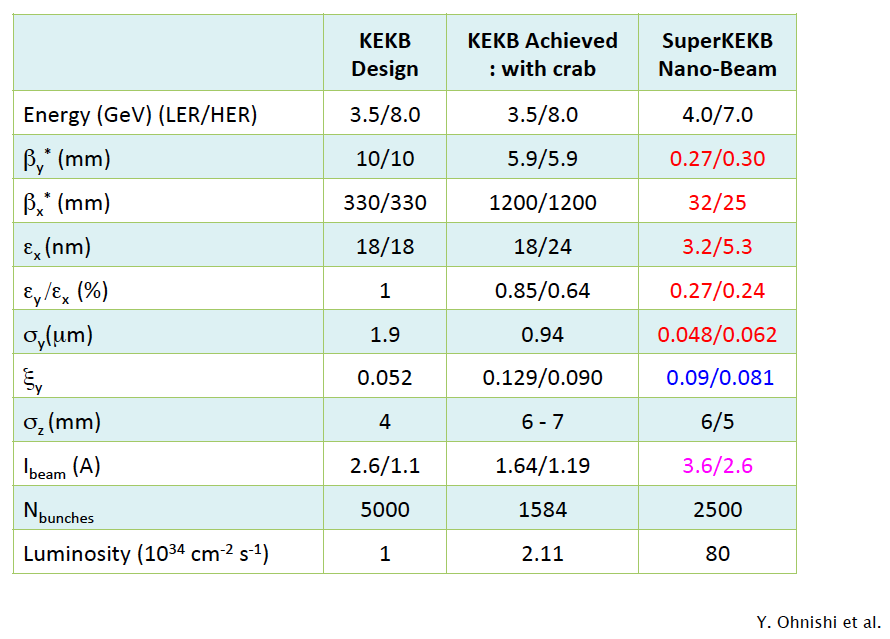 KEKB Design KEKB Achieved : with crab SuperKEKB Nano-Beam
Energy (GeV) (LER/HER) 3.5/8.0 3.5/8.0 4.0/7.0
βy* (mm) 10/10 5.9/5.9 0.27/0.30
βx* (mm) 330/330 1200/1200 32/25
εx (nm) 18/18 18/24 3.2/5.3
εy /εx (%) 1 0.85/0.64 0.27/0.24
σy(μm) 1.9 0.94 0.048/0.062
ξy 0.052 0.129/0.090 0.09/0.081
σz (mm) 4 6 - 7 6/5
Ibeam (A) 2.6/1.1 1.64/1.19 3.6/2.6
Nbunches 5000 1584 2500
Luminosity (10³⁴ cm⁻² s⁻¹) 1 2.11 80
Y. Ohnishi et al.